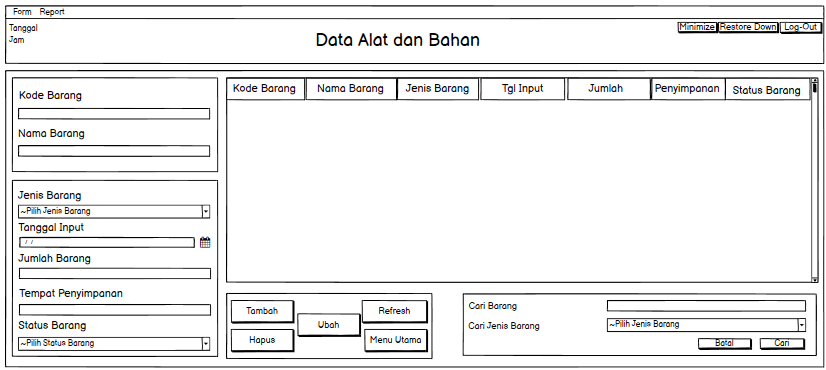 Form Report
Tanggal
Jam
Data Alat dan Bahan
Minimize Restore Down Log-Out
Kode Barang
Nama Barang
Jenis Barang
~Pilih Jenis Barang
Tanggal Input
/ /
Jumlah Barang
Tempat Penyimpanan
Status Barang
~Pilih Status Barang
Kode Barang Nama Barang Jenis Barang Tgl Input Jumlah Penyimpanan Status Barang
Tambah
Ubah
Refresh
Hapus
Menu Utama
Cari Barang
Cari Jenis Barang
~Pilih Jenis Barang
Batal Cari